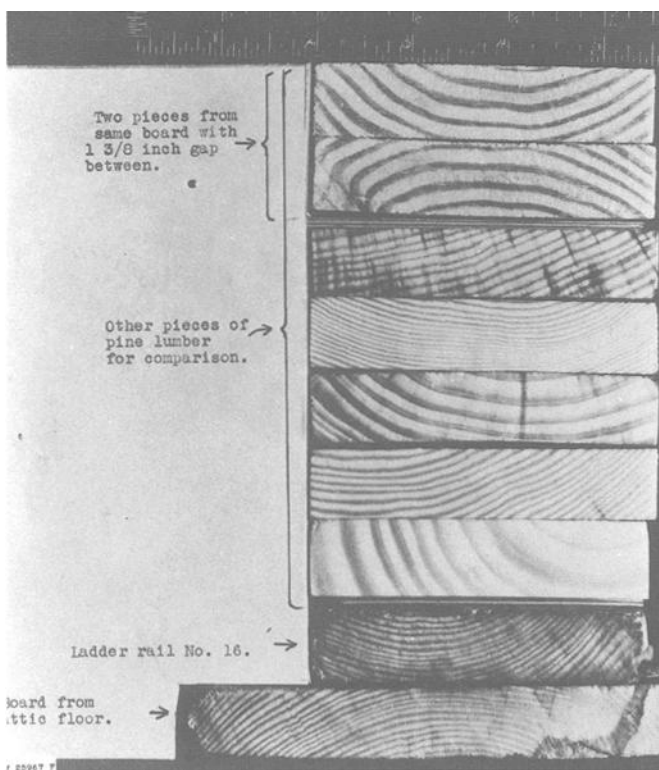 Two pieces from
same board with
1 3/8 inch gap
between.
Other pieces of
pine lumber
for comparison.
Ladder rail No. 16.
oard from
ttic floor.